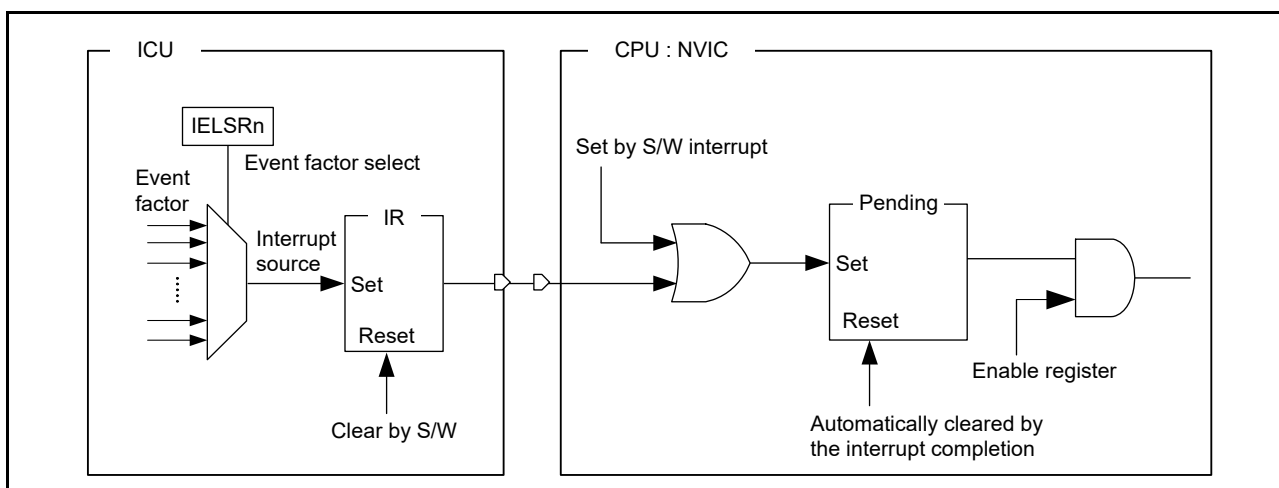 ICU
CPU : NVIC
IELSRn
Event factor select
Event
factor
Interrupt
source
IR
Set
Reset
Clear by S/W
Set by S/W interrupt
Pending
Set
Reset
Enable register
Automatically cleared by
the interrupt completion